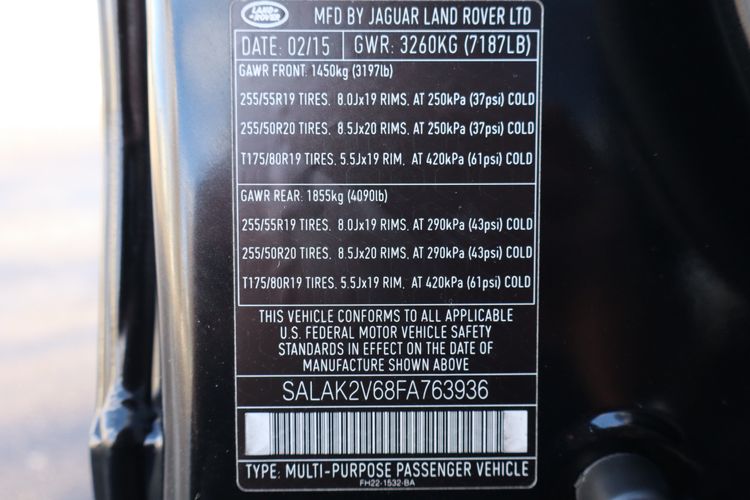 LAND ROVER MFD BY JAGUAR LAND ROVER LTD
DATE: 02/15 GWR: 3260KG (7187LB)
GAWR FRONT: 1450kg (3197lb)
255/55R19 TIRES. 8.0Jx19 RIMS. AT 250kPa (37psi) COLD
255/50R20 TIRES. 8.5Jx20 RIMS. AT 250kPa (37psi) COLD
T175/80R19 TIRES. 5.5Jx19 RIM. AT 420kPa (61psi) COLD
GAWR REAR: 1855kg (4090lb)
255/55R19 TIRES. 8.0Jx19 RIMS. AT 290kPa (43psi) COLD
255/50R20 TIRES. 8.5Jx20 RIMS. AT 290kPa (43psi) COLD
T175/80R19 TIRES. 5.5Jx19 RIM. AT 420kPa (61psi) COLD
THIS VEHICLE CONFORMS TO ALL APPLICABLE
U.S. FEDERAL MOTOR VEHICLE SAFETY
STANDARDS IN EFFECT ON THE DATE OF
MANUFACTURE SHOWN ABOVE
SALAK2V68FA763936
TYPE: MULTI-PURPOSE PASSENGER VEHICLE
FH22-1532-BA